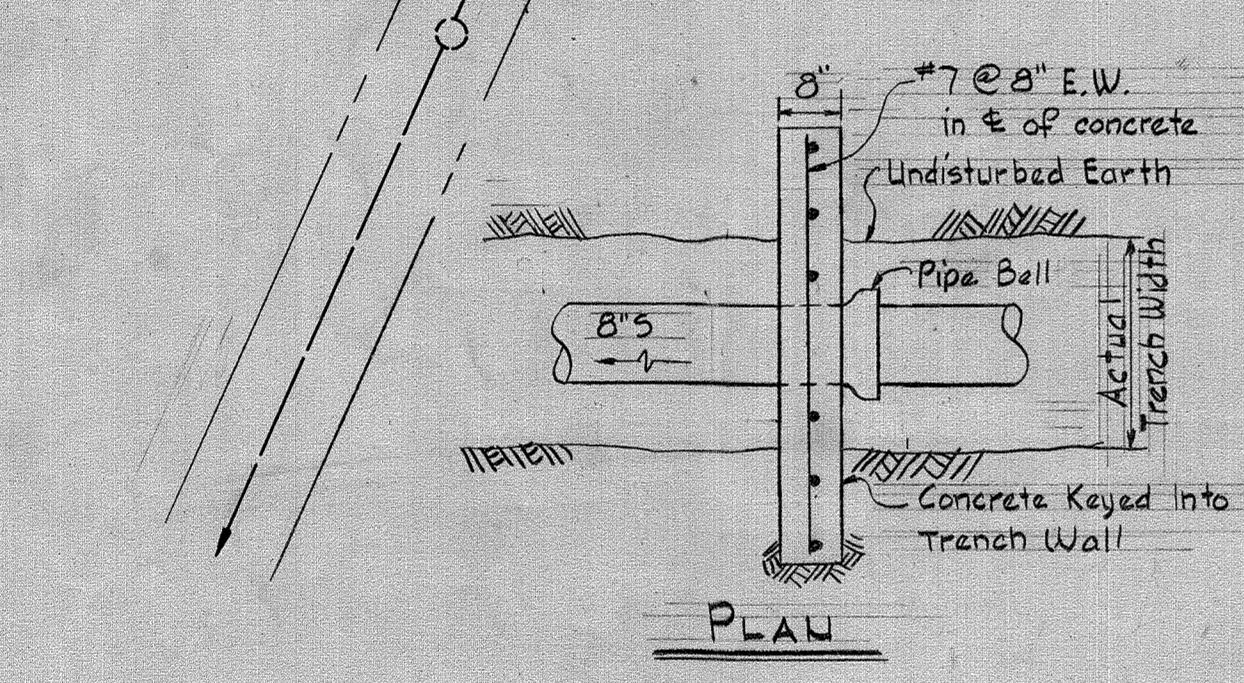 8"
#7 @ 8" E.W.
in ℄ of concrete
Undisturbed Earth
Pipe Bell
8"S
Actual
Trench Width
Concrete Keyed Into
Trench Wall
PLAN